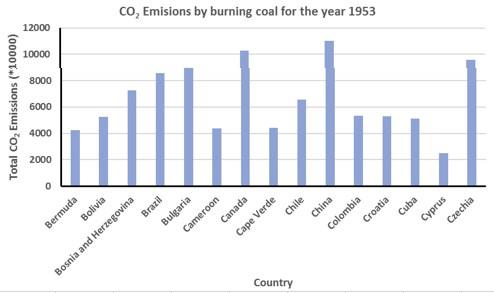 CO2 Emisions by burning coal for the year 1953
Total CO2 Emissions (*10000)
12000
10000
8000
6000
4000
2000
0
Bermuda
Bolivia
Bosnia and Herzegovina
Brazil
Bulgaria
Cameroon
Canada
Cape Verde
Chile
China
Colombia
Croatia
Cuba
Cyprus
Czechia
Country